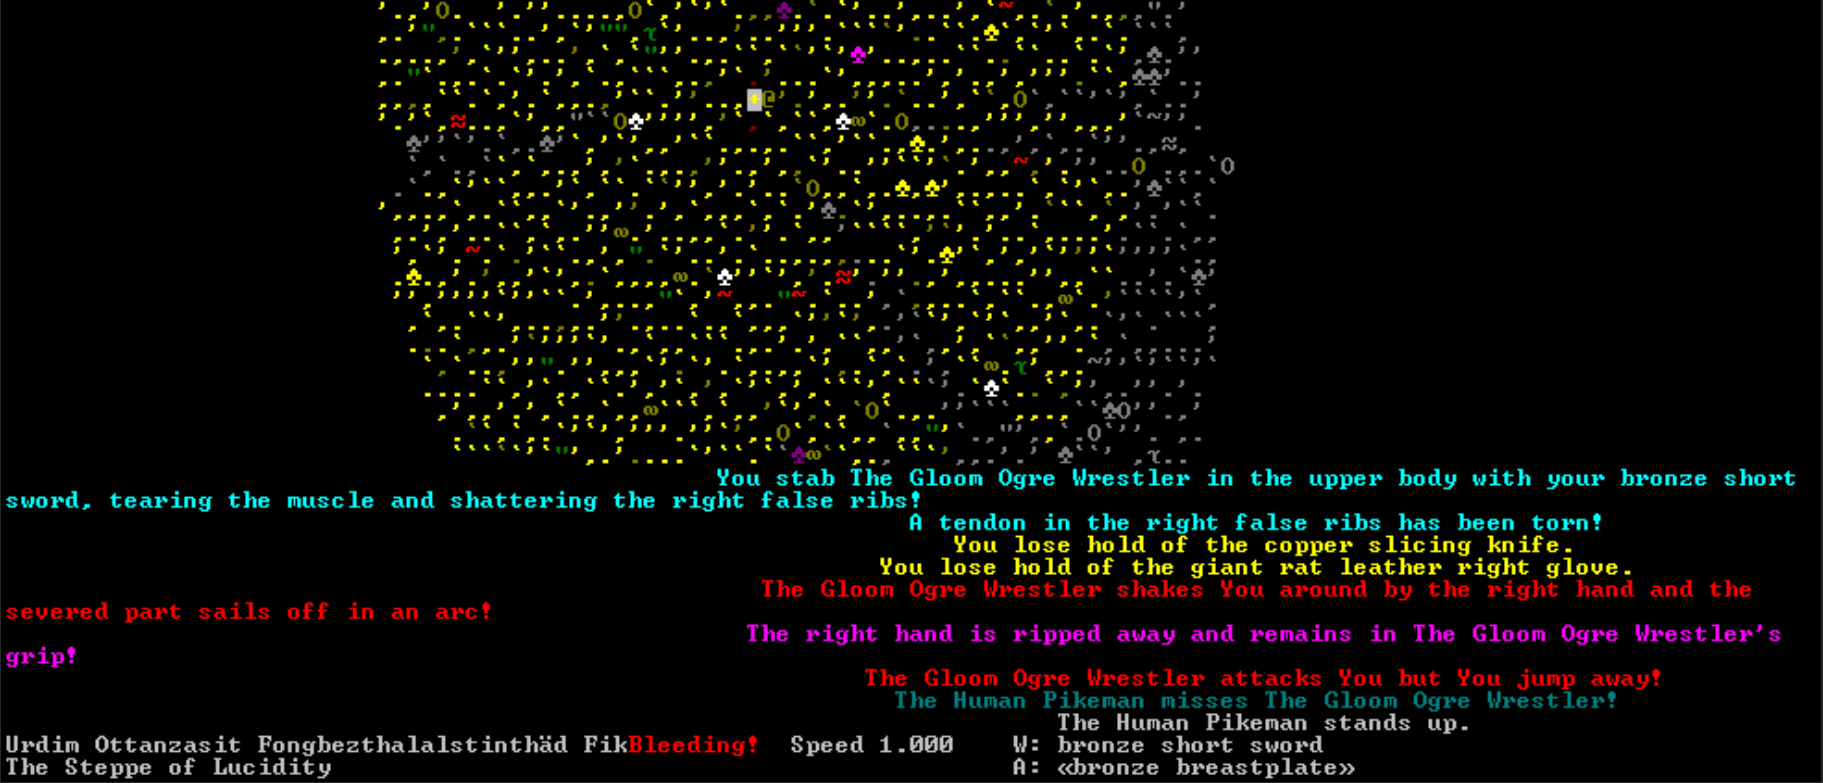 You stab The Gloom Ogre Wrestler in the upper body with your bronze short
sword, tearing the muscle and shattering the right false ribs!
A tendon in the right false ribs has been torn!
You lose hold of the copper slicing knife.
You lose hold of the giant rat leather right glove.
The Gloom Ogre Wrestler shakes You around by the right hand and the
severed part sails off in an arc!
The right hand is ripped away and remains in The Gloom Ogre Wrestler's
grip!
The Gloom Ogre Wrestler attacks You but You jump away!
The Human Pikeman misses The Gloom Ogre Wrestler!
The Human Pikeman stands up.
Urdim Ottanzasit Fongbezthalalstinthäd FikBleeding! Speed 1.000 W: bronze short sword
The Steppe of Lucidity A: «bronze breastplate»